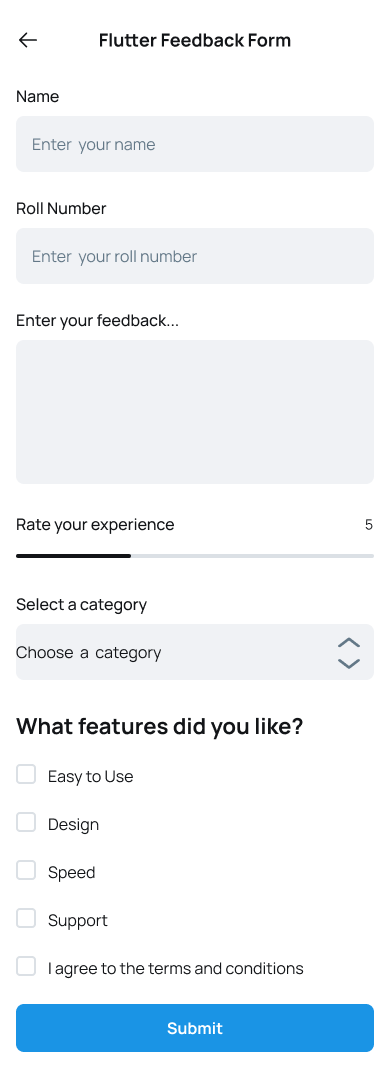 Flutter Feedback Form
Name
Enter your name
Roll Number
Enter your roll number
Enter your feedback...
Rate your experience 5
Select a category
Choose a category
What features did you like?
Easy to Use
Design
Speed
Support
I agree to the terms and conditions
Submit